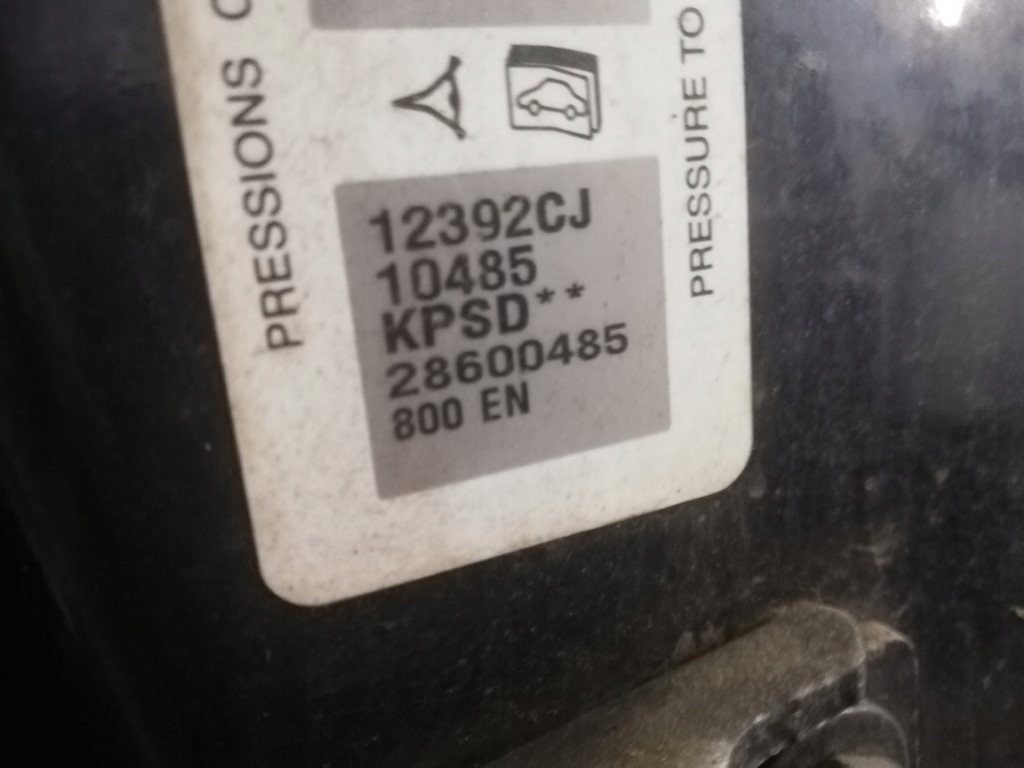 PRESSIONS
PRESSURE TO
12392CJ
10485
KPSD**
28600485
800 EN